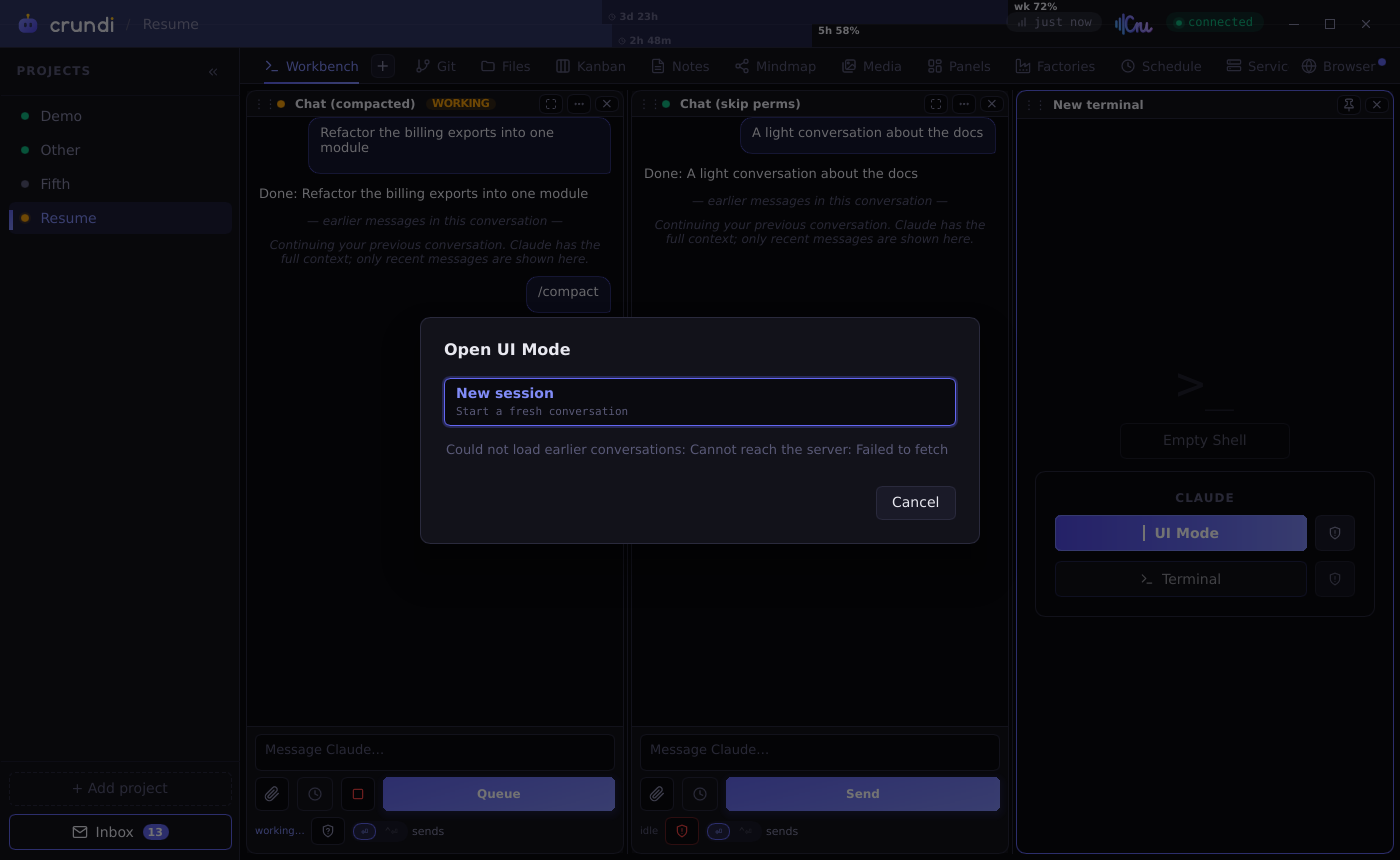 crundi / Resume
3d 23h
wk 72%
2h 48m
5h 58%
just now
Cru
connected
PROJECTS
«
Demo
Other
Fifth
Resume
+ Add project
Inbox 13
Workbench
+
Git
Files
Kanban
Notes
Mindmap
Media
Panels
Factories
Schedule
Servic
Browser
Chat (compacted) WORKING
Refactor the billing exports into one
module
Done: Refactor the billing exports into one module
— earlier messages in this conversation —
Continuing your previous conversation. Claude has the
full context; only recent messages are shown here.
/compact
Message Claude...
Queue
working...
all
sends
Chat (skip perms)
A light conversation about the docs
Done: A light conversation about the docs
— earlier messages in this conversation —
Continuing your previous conversation. Claude has the
full context; only recent messages are shown here.
Message Claude...
Send
idle
all
sends
New terminal
>_
Empty Shell
CLAUDE
UI Mode
Terminal
Open UI Mode
New session
Start a fresh conversation
Could not load earlier conversations: Cannot reach the server: Failed to fetch
Cancel